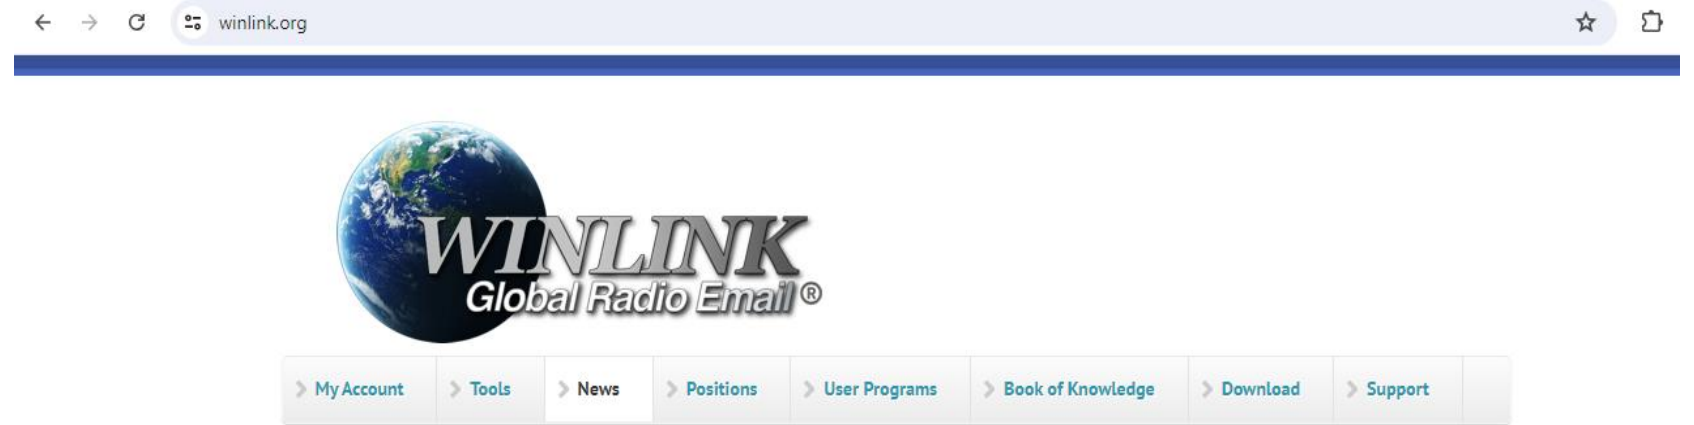 winlink.org
WINLINK
Global Radio Email ®
My Account Tools News Positions User Programs Book of Knowledge Download Support